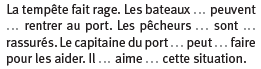 La tempête fait rage. Les bateaux ... peuvent
... rentrer au port. Les pêcheurs ... sont ...
rassurés. Le capitaine du port ... peut ... faire
pour les aider. Il ... aime ... cette situation.